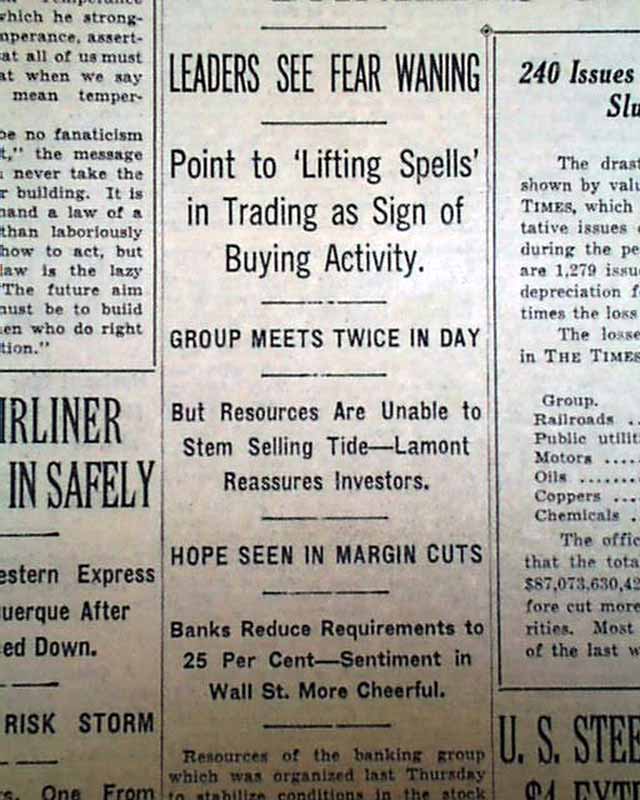 which he strong-
mperance, assert-
at all of us must
at when we say
mean temper-
be no fanaticism
the message
never take the
r building. It is
hand a law of a
than laboriously
how to act, but
law is the lazy
"The future aim
must be to build
en who do right
tion."
IRLINER
IN SAFELY
estern Express
uerque After
ed Down.
RISK STORM
rs, One From
LEADERS SEE FEAR WANING
Point to 'Lifting Spells'
in Trading as Sign of
Buying Activity.
GROUP MEETS TWICE IN DAY
But Resources Are Unable to
Stem Selling Tide—Lamont
Reassures Investors.
HOPE SEEN IN MARGIN CUTS
Banks Reduce Requirements to
25 Per Cent—Sentiment in
Wall St. More Cheerful.
Resources of the banking group
which was organized last Thursday
to stabilize conditions in the stock
240 Issues
Slu
The drast
shown by valu
TIMES, which
tative issues
during the pe
are 1,279 issue
depreciation f
times the loss
The losse
in THE TIMES
Group.
Railroads ..
Public utiliti
Motors ....
Oils .......
Coppers ...
Chemicals .
The offic
that the tota
$87,073,630,42
fore cut more
rities. Most
of the last w
U. S. STEE
$1 EXT